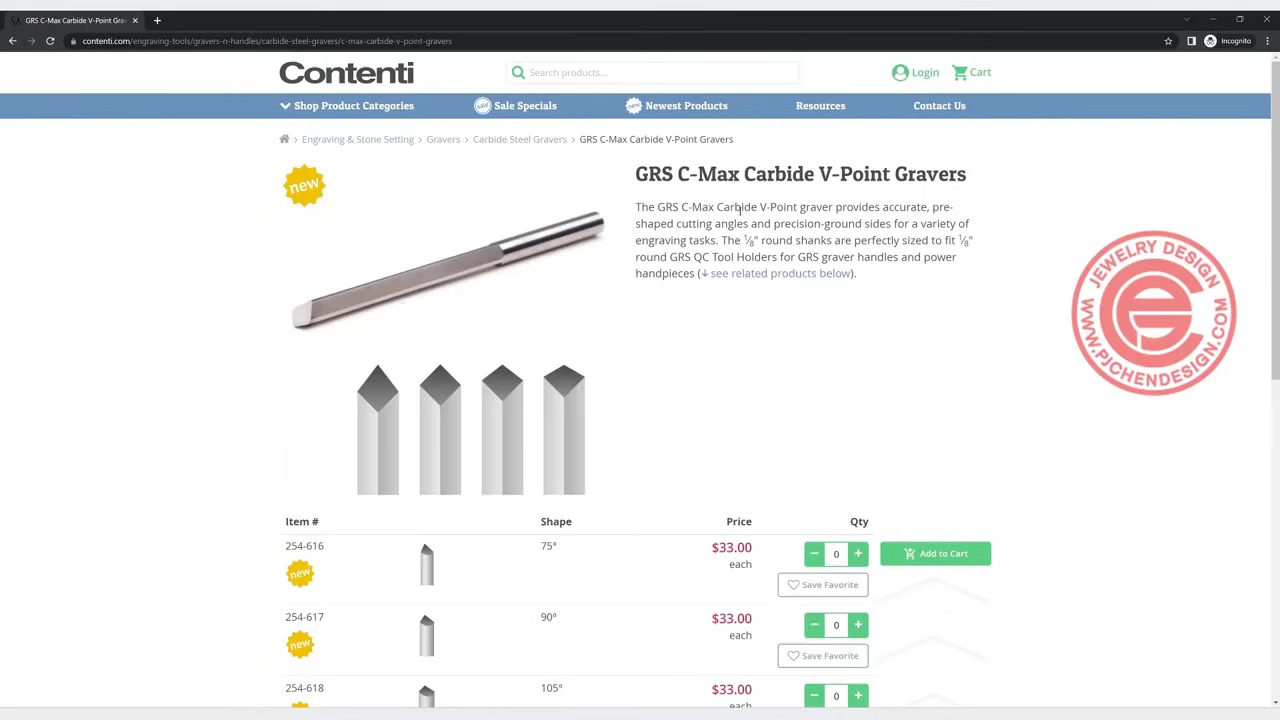 GRS C-Max Carbide V-Point Grav
contenti.com/engraving-tools/gravers-n-handles/carbide-steel-gravers/c-max-carbide-v-point-gravers
Incognito
Contenti
Search products...
Login
Cart
Shop Product Categories
sale
Sale Specials
new
Newest Products
Resources
Contact Us
Engraving & Stone Setting > Gravers > Carbide Steel Gravers > GRS C-Max Carbide V-Point Gravers
new
GRS C-Max Carbide V-Point Gravers
The GRS C-Max Carbide V-Point graver provides accurate, pre-
shaped cutting angles and precision-ground sides for a variety of
engraving tasks. The ⅛" round shanks are perfectly sized to fit ⅛"
round GRS QC Tool Holders for GRS graver handles and power
handpieces (↓ see related products below).
JEWELRY DESIGN
WWW.PJCHENDESIGN.COM
Item # Shape Price Qty
254-616 75° $33.00 − 0 + Add to Cart
new each
Save Favorite
254-617 90° $33.00 − 0 +
new each
Save Favorite
254-618 105° $33.00 − 0 +
each